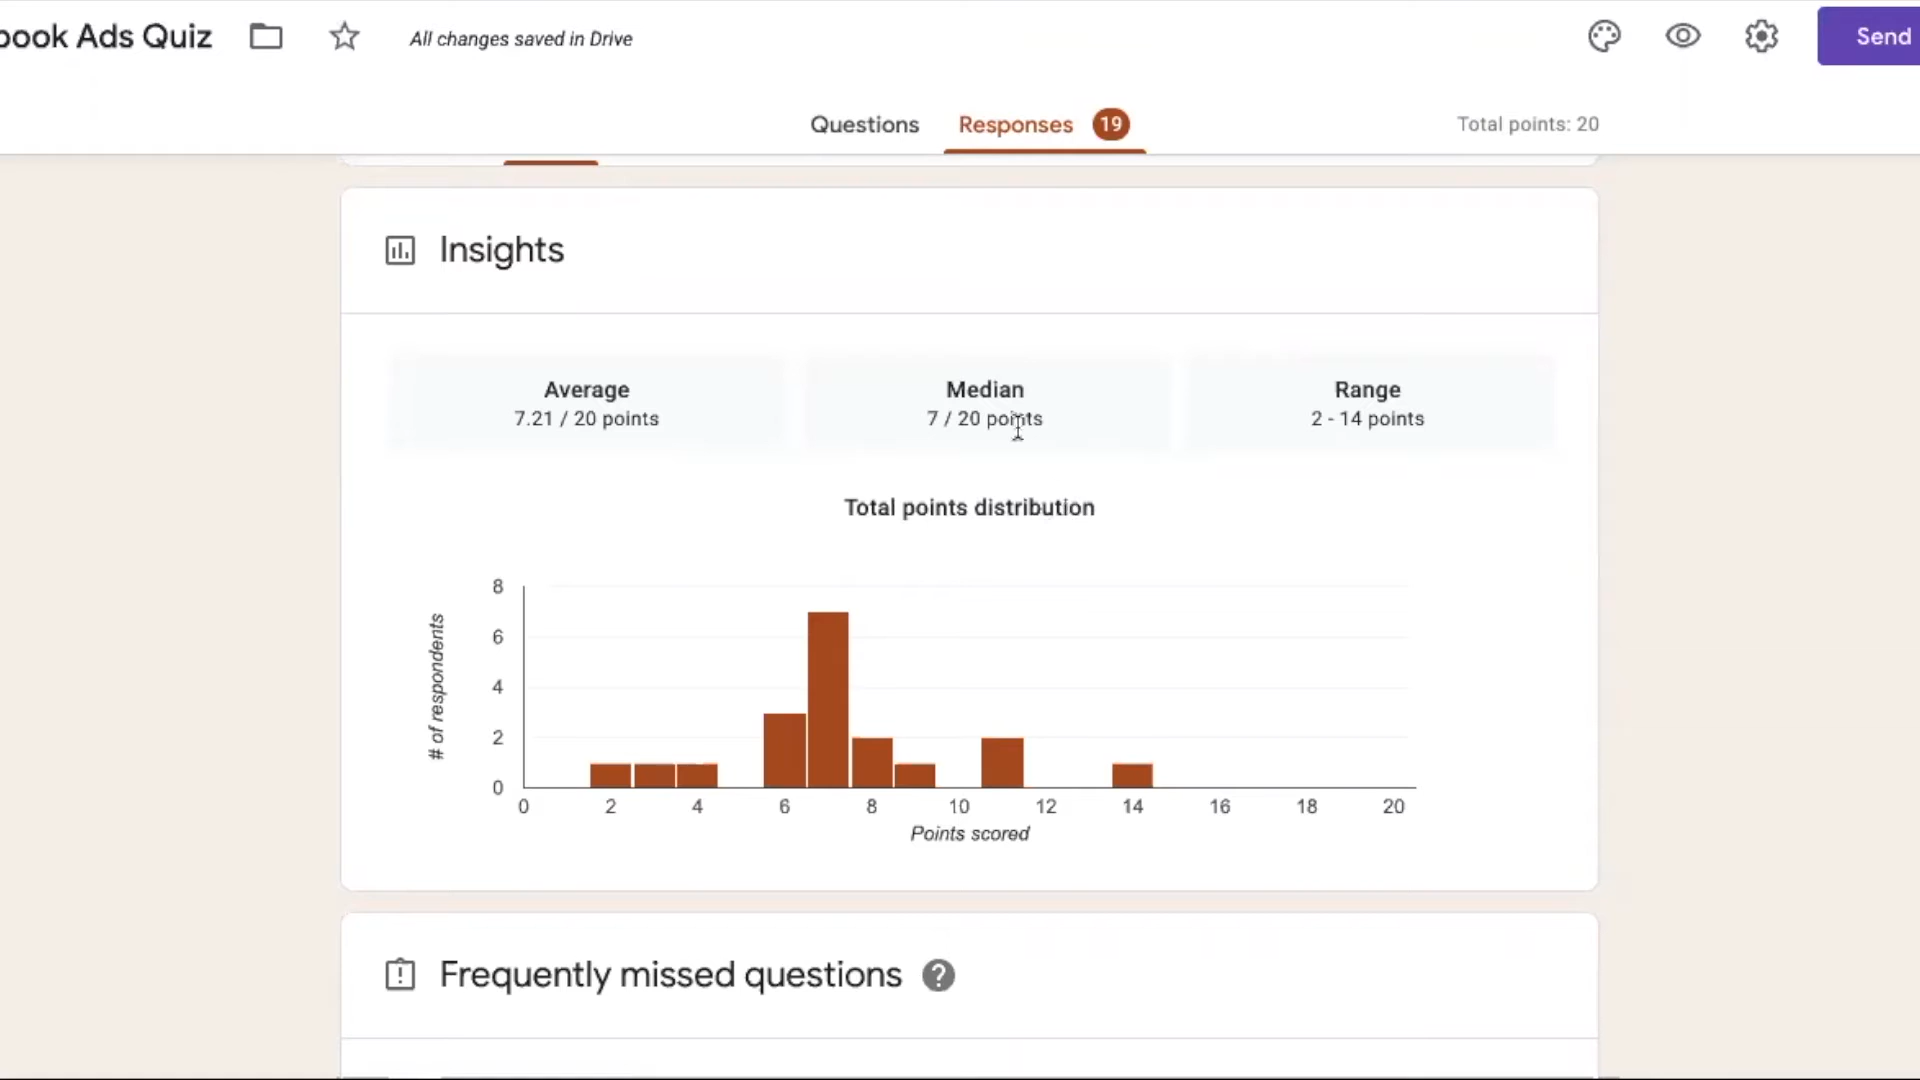 book Ads Quiz
All changes saved in Drive
Send
Questions
Responses 19
Total points: 20
Insights
Average
7.21 / 20 points
Median
7 / 20 points
Range
2 - 14 points
Total points distribution
# of respondents
8
6
4
2
0
0 2 4 6 8 10 12 14 16 18 20
Points scored
Frequently missed questions ?